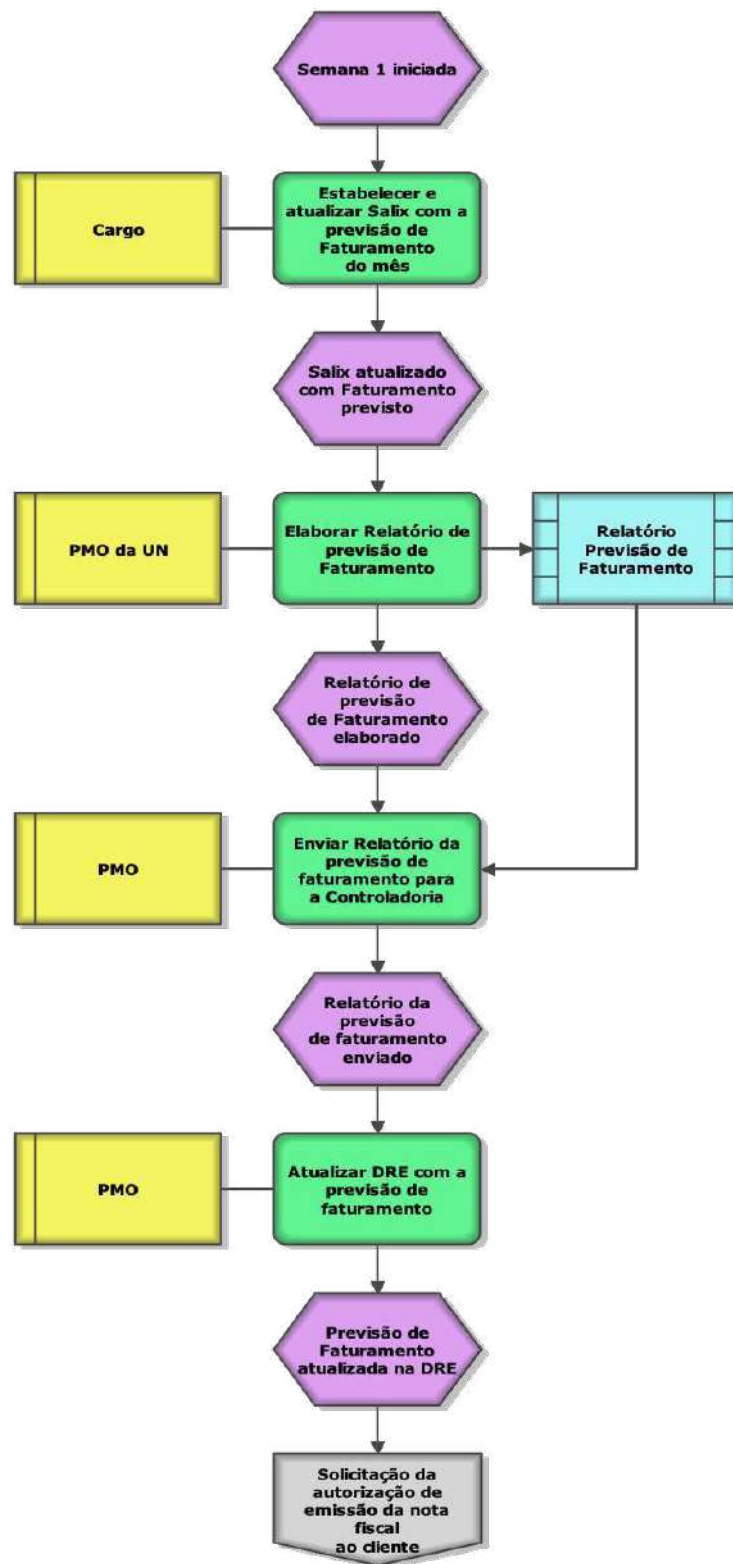 Semana 1 iniciada
Cargo
Estabelecer e
atualizar Salix com a
previsão de
Faturamento
do mês
Salix atualizado
com Faturamento
previsto
PMO da UN
Elaborar Relatório de
previsão de
Faturamento
Relatório
Previsão de
Faturamento
Relatório de
previsão
de Faturamento
elaborado
PMO
Enviar Relatório da
previsão de
faturamento para
a Controladoria
Relatório da
previsão
de faturamento
enviado
PMO
Atualizar DRE com a
previsão de
faturamento
Previsão de
Faturamento
atualizada na DRE
Solicitação da
autorização de
emissão da nota
fiscal
ao cliente